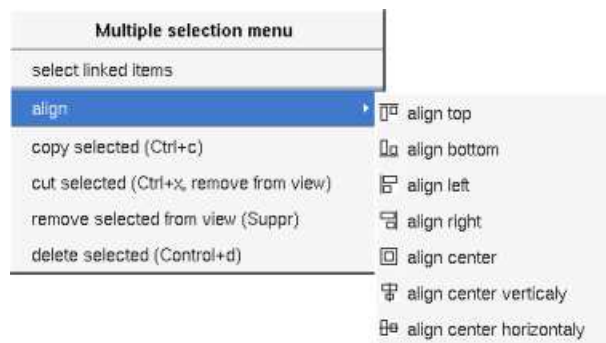 Multiple selection menu
select linked items
align
copy selected (Ctrl+c)
cut selected (Ctrl+x, remove from view)
remove selected from view (Suppr)
delete selected (Control+d)
align top
align bottom
align left
align right
align center
align center verticaly
align center horizontaly